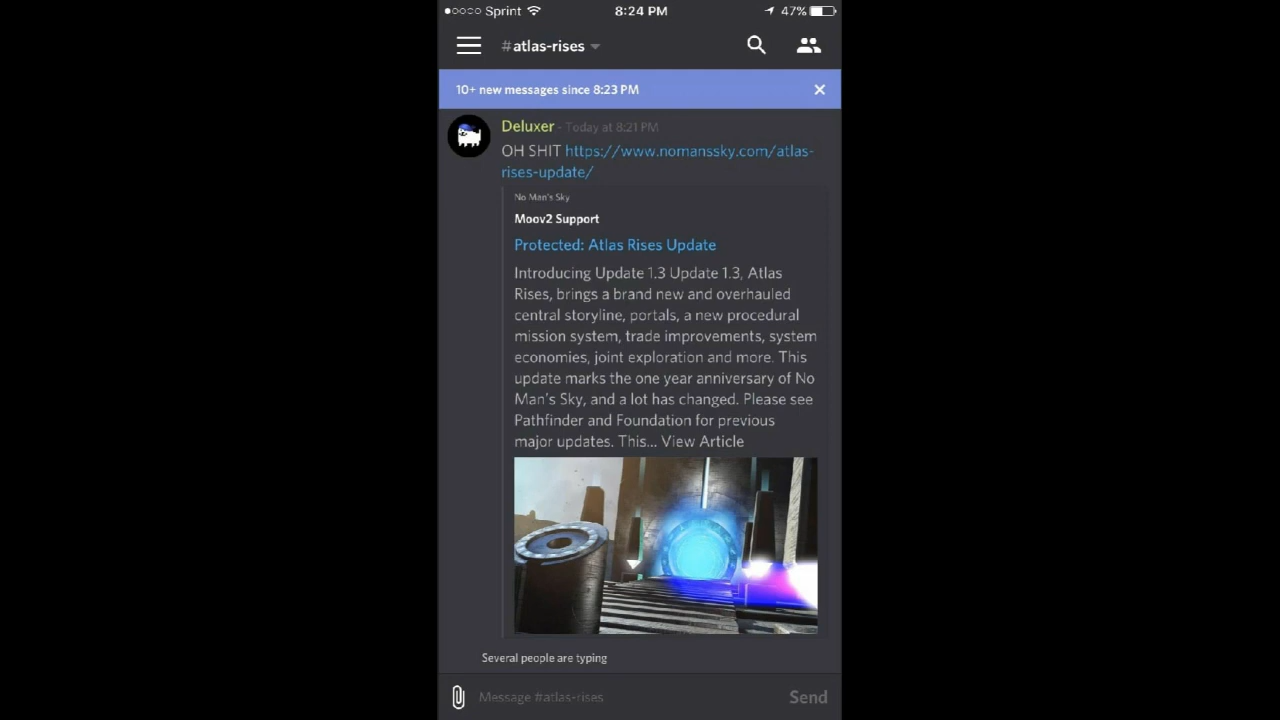 Sprint 8:24 PM 47%
#atlas-rises
10+ new messages since 8:23 PM
Deluxer - Today at 8:21 PM
OH SHIT https://www.nomanssky.com/atlas-
rises-update/
No Man's Sky
Moov2 Support
Protected: Atlas Rises Update
Introducing Update 1.3 Update 1.3, Atlas
Rises, brings a brand new and overhauled
central storyline, portals, a new procedural
mission system, trade improvements, system
economies, joint exploration and more. This
update marks the one year anniversary of No
Man's Sky, and a lot has changed. Please see
Pathfinder and Foundation for previous
major updates. This... View Article
Several people are typing
Message #atlas-rises
Send